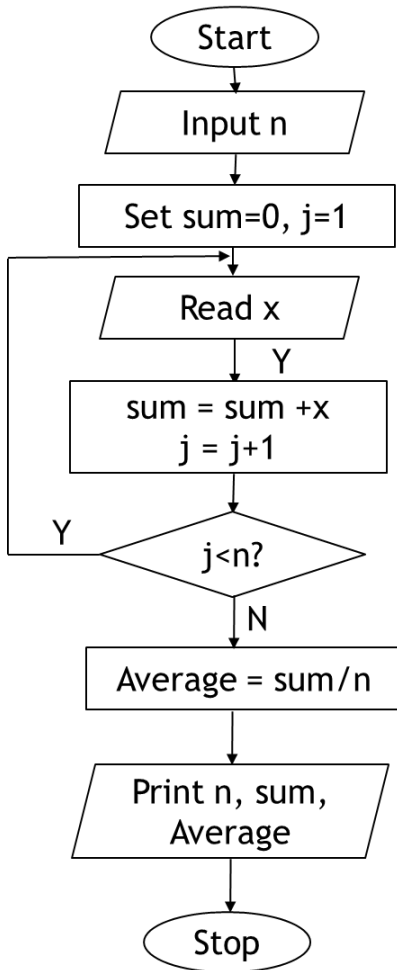 Start
Input n
Set sum=0, j=1
Read x
Y
sum = sum +x
j = j+1
Y
j<n?
N
Average = sum/n
Print n, sum,
Average
Stop